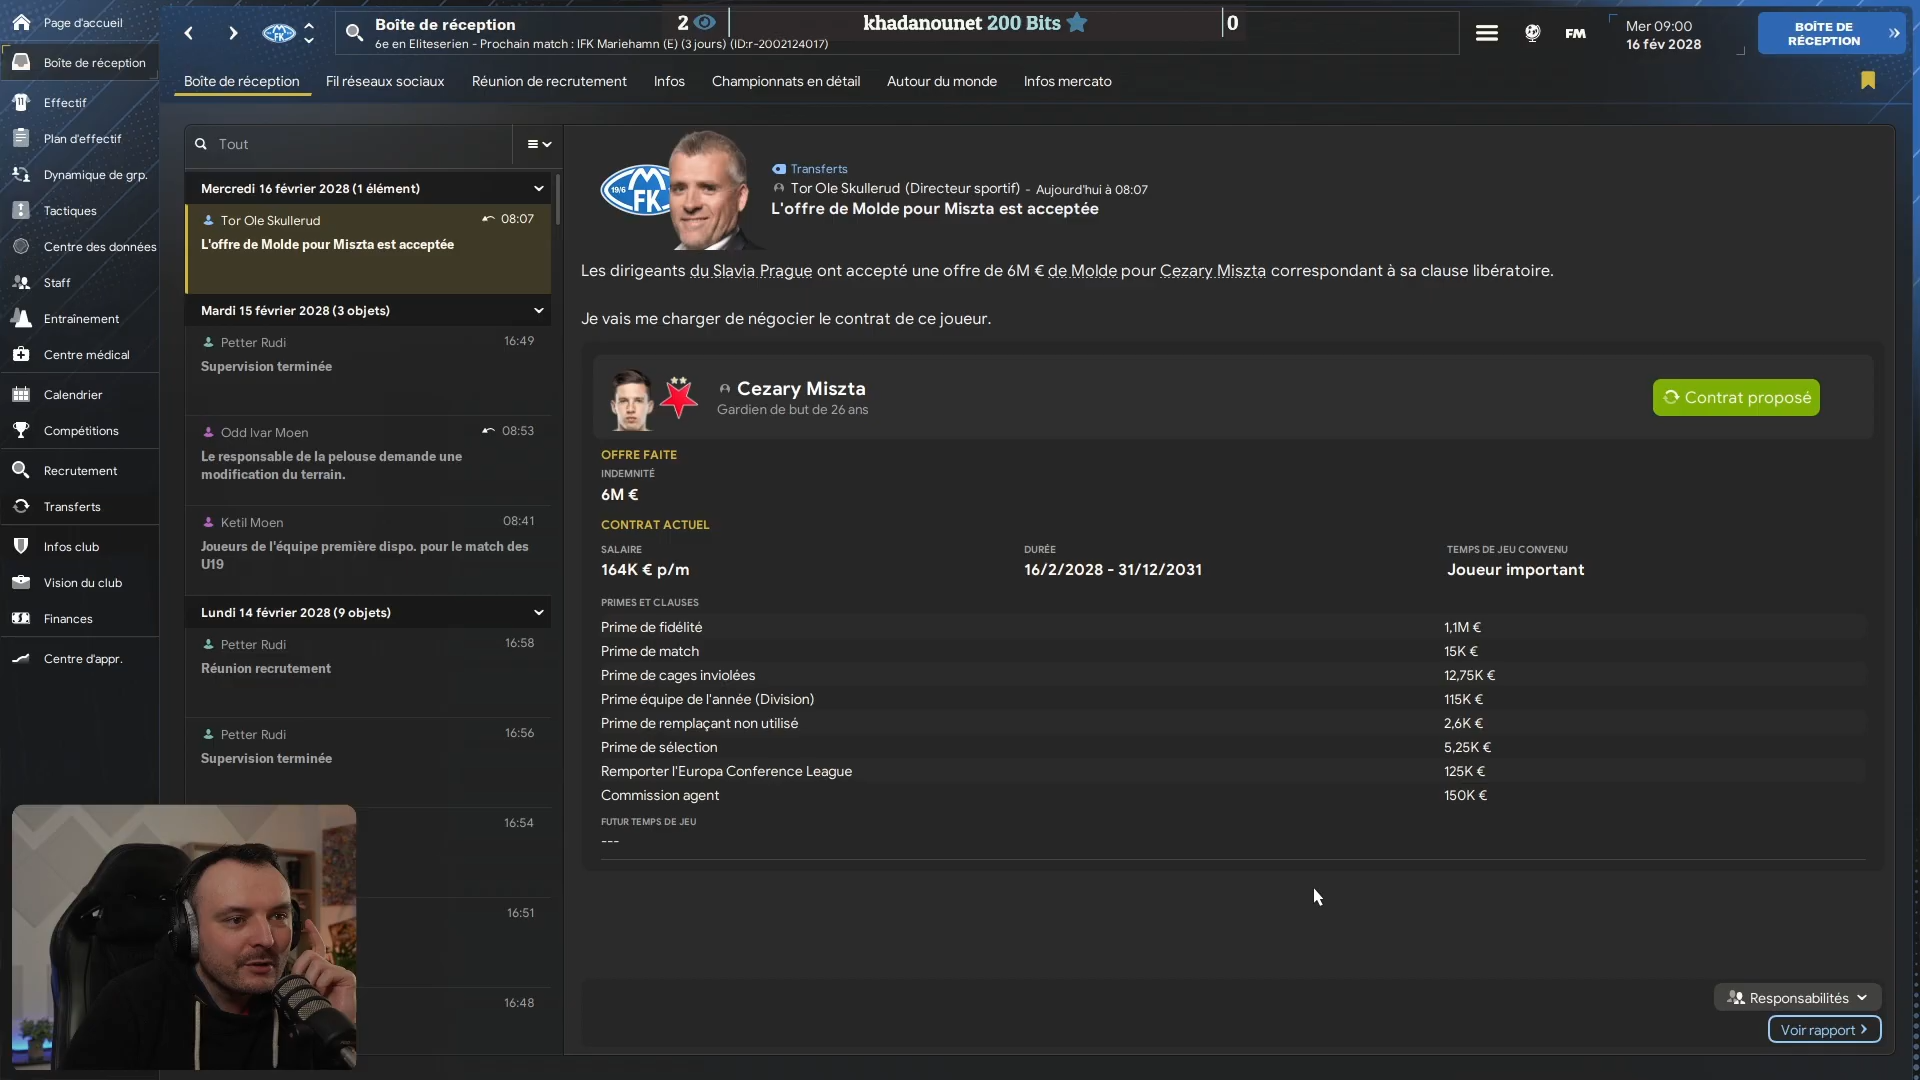 Page d'accueil
Boîte de réception
Effectif
Plan d'effectif
Dynamique de grp.
Tactiques
Centre des données
Staff
Entraînement
Centre médical
Calendrier
Compétitions
Recrutement
Transferts
Infos club
Vision du club
Finances
Centre d'appr.
Boîte de réception
6e en Eliteserien - Prochain match : IFK Mariehamn (E) (3 jours) (ID:r-2002124017)
2
khadanounet 200 Bits
0
FM
Mer 09:00
16 fév 2028
BOÎTE DE
RÉCEPTION
Boîte de réception
Fil réseaux sociaux
Réunion de recrutement
Infos
Championnats en détail
Autour du monde
Infos mercato
Tout
Mercredi 16 février 2028 (1 élément)
Tor Ole Skullerud
08:07
L'offre de Molde pour Miszta est acceptée
Mardi 15 février 2028 (3 objets)
Petter Rudi
16:49
Supervision terminée
Odd Ivar Moen
08:53
Le responsable de la pelouse demande une
modification du terrain.
Ketil Moen
08:41
Joueurs de l'équipe première dispo. pour le match des
U19
Lundi 14 février 2028 (9 objets)
Petter Rudi
16:58
Réunion recrutement
Petter Rudi
16:56
Supervision terminée
16:54
16:51
16:48
Transferts
Tor Ole Skullerud (Directeur sportif) - Aujourd'hui à 08:07
L'offre de Molde pour Miszta est acceptée
Les dirigeants du Slavia Prague ont accepté une offre de 6M € de Molde pour Cezary Miszta correspondant à sa clause libératoire.
Je vais me charger de négocier le contrat de ce joueur.
Cezary Miszta
Gardien de but de 26 ans
Contrat proposé
OFFRE FAITE
INDEMNITÉ
6M €
CONTRAT ACTUEL
SALAIRE
164K € p/m
DURÉE
16/2/2028 - 31/12/2031
TEMPS DE JEU CONVENU
Joueur important
PRIMES ET CLAUSES
Prime de fidélité
1,1M €
Prime de match
15K €
Prime de cages inviolées
12,75K €
Prime équipe de l'année (Division)
115K €
Prime de remplaçant non utilisé
2,6K €
Prime de sélection
5,25K €
Remporter l'Europa Conference League
125K €
Commission agent
150K €
FUTUR TEMPS DE JEU
---
Responsabilités
Voir rapport